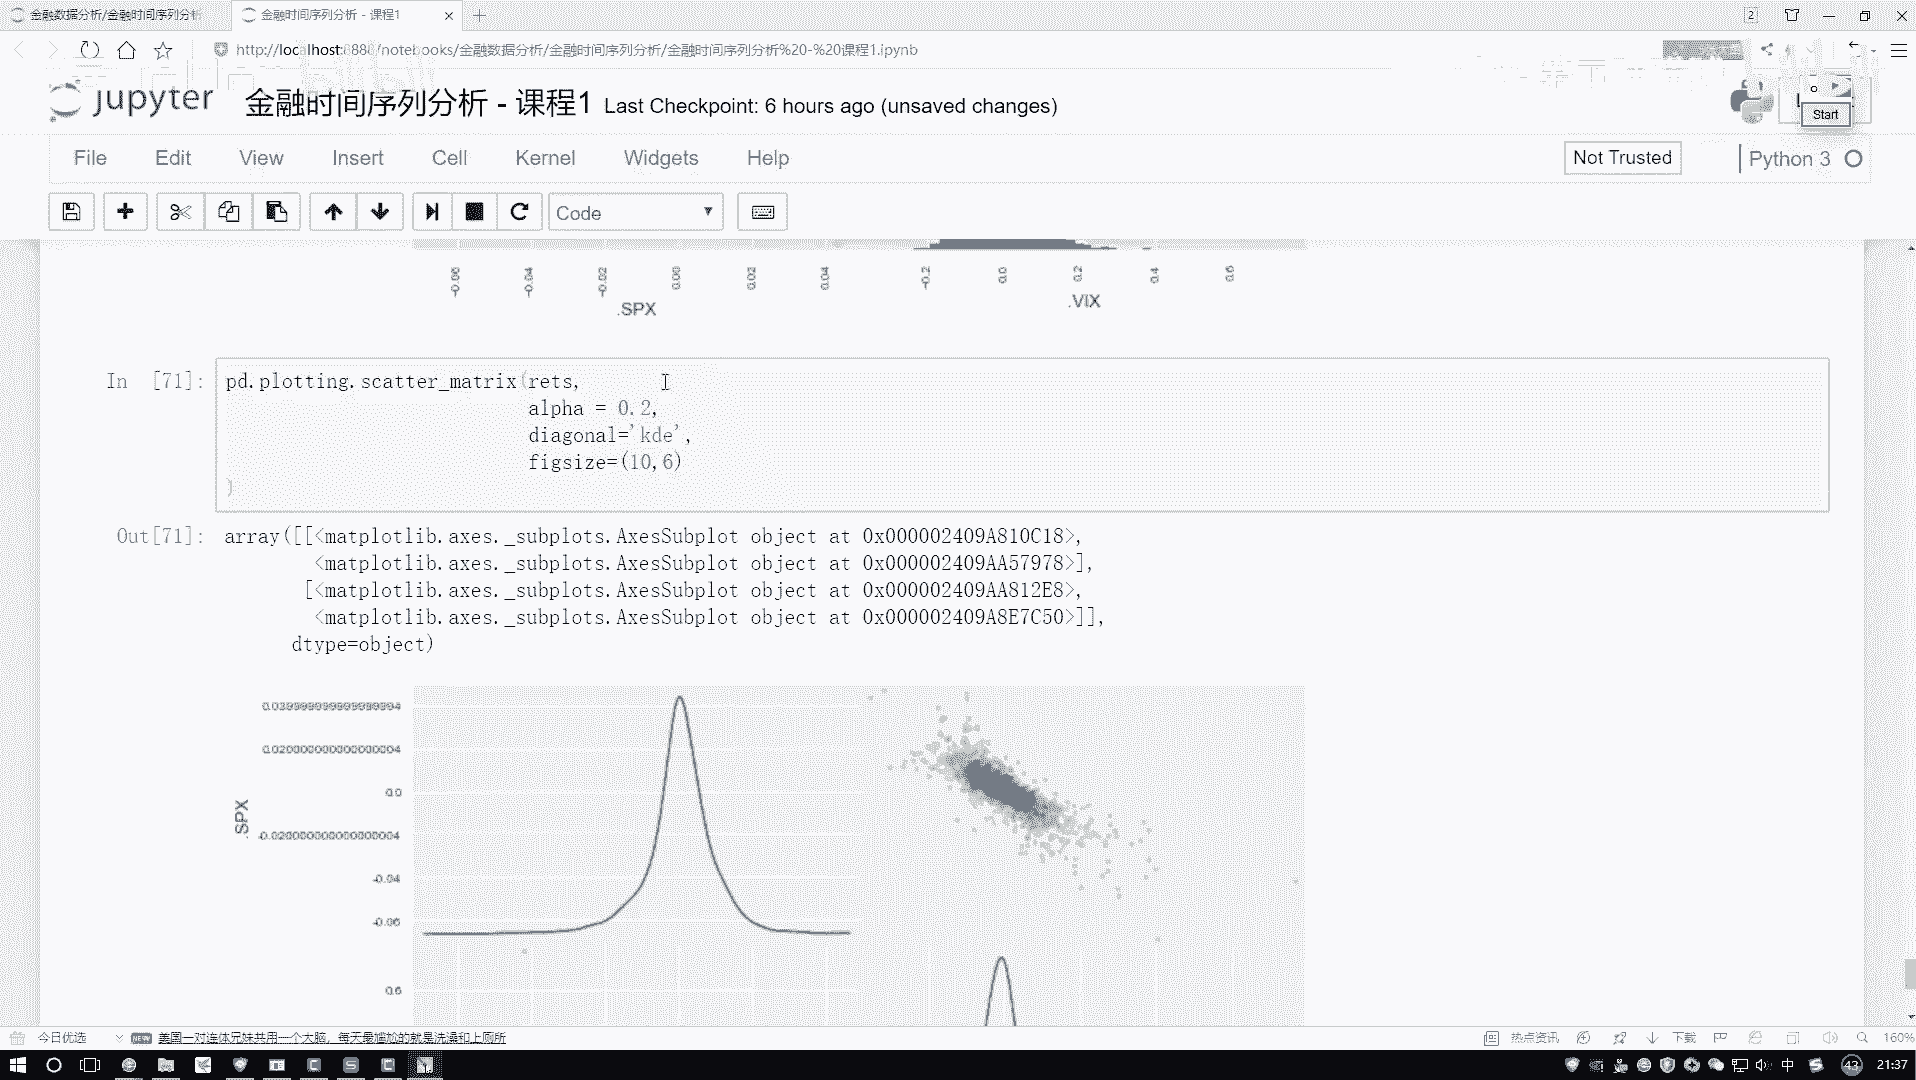 金融数据分析/金融时间序列分析
金融时间序列分析 - 课程1
2
http://localhost:8888/notebooks/金融数据分析/金融时间序列分析/金融时间序列分析%20-%20课程1.ipynb
jupyter 金融时间序列分析 - 课程1 Last Checkpoint: 6 hours ago (unsaved changes)
Start
File Edit View Insert Cell Kernel Widgets Help
Not Trusted
Python 3
Code
-0.06 -0.04 -0.02 0.00 0.02 0.04 -0.2 0.0 0.2 0.4 0.6
.SPX .VIX
In [71]: pd.plotting.scatter_matrix(rets,
alpha = 0.2,
diagonal='kde',
figsize=(10,6)
)
Out[71]: array([[<matplotlib.axes._subplots.AxesSubplot object at 0x000002409A810C18>,
<matplotlib.axes._subplots.AxesSubplot object at 0x000002409AA57978>],
[<matplotlib.axes._subplots.AxesSubplot object at 0x000002409AA812E8>,
<matplotlib.axes._subplots.AxesSubplot object at 0x000002409A8E7C50>]],
dtype=object)
0.039999999999999994
0.020000000000000004
0.0
.SPX
-0.020000000000000004
-0.04
-0.06
0.6
今日优选
NEW
美国一对连体兄妹共用一个大脑，每天最尴尬的就是洗澡和上厕所
热点资讯
下载
160%
中
43
21:37